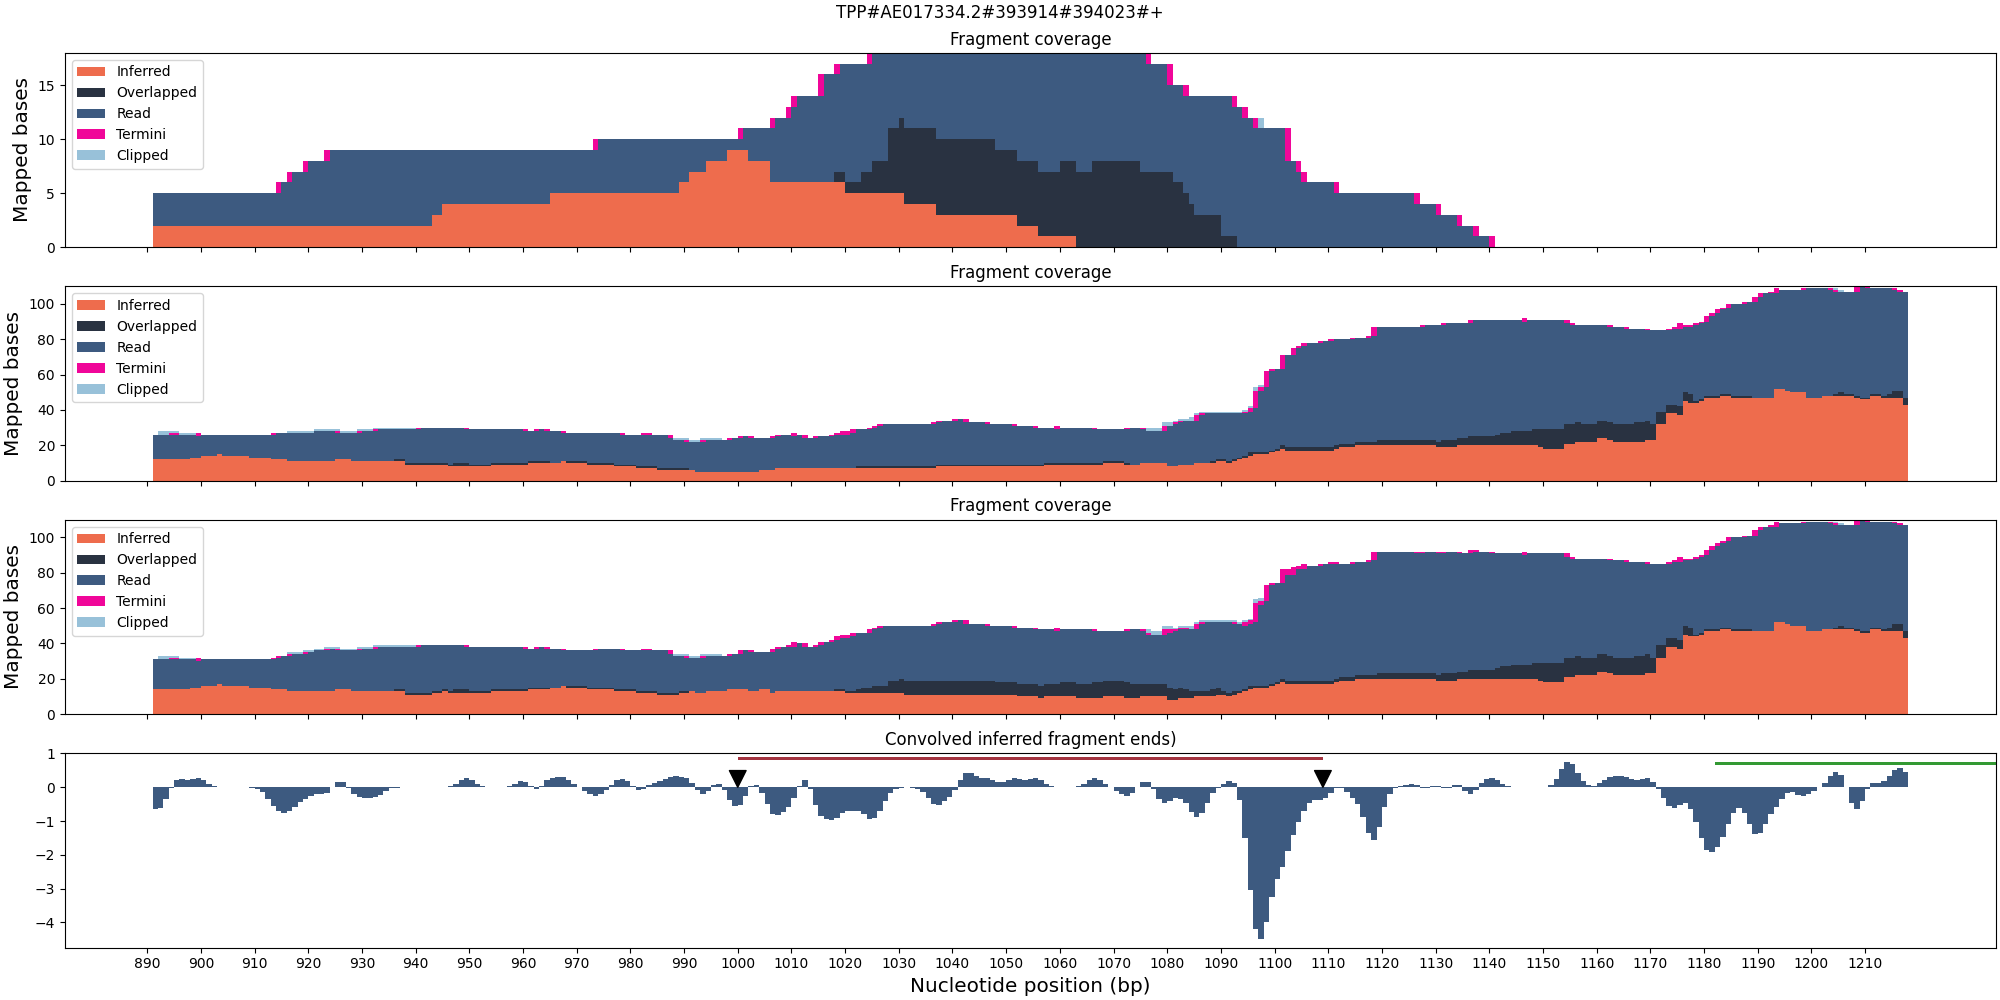 TPP#AE017334.2#393914#394023#+
Fragment coverage
Mapped bases
15
10
5
0
Inferred
Overlapped
Read
Termini
Clipped
Fragment coverage
Mapped bases
100
80
60
40
20
0
Inferred
Overlapped
Read
Termini
Clipped
Fragment coverage
Mapped bases
100
80
60
40
20
0
Inferred
Overlapped
Read
Termini
Clipped
Convolved inferred fragment ends)
1
0
−1
−2
−3
−4
890 900 910 920 930 940 950 960 970 980 990 1000 1010 1020 1030 1040 1050 1060 1070 1080 1090 1100 1110 1120 1130 1140 1150 1160 1170 1180 1190 1200 1210
Nucleotide position (bp)